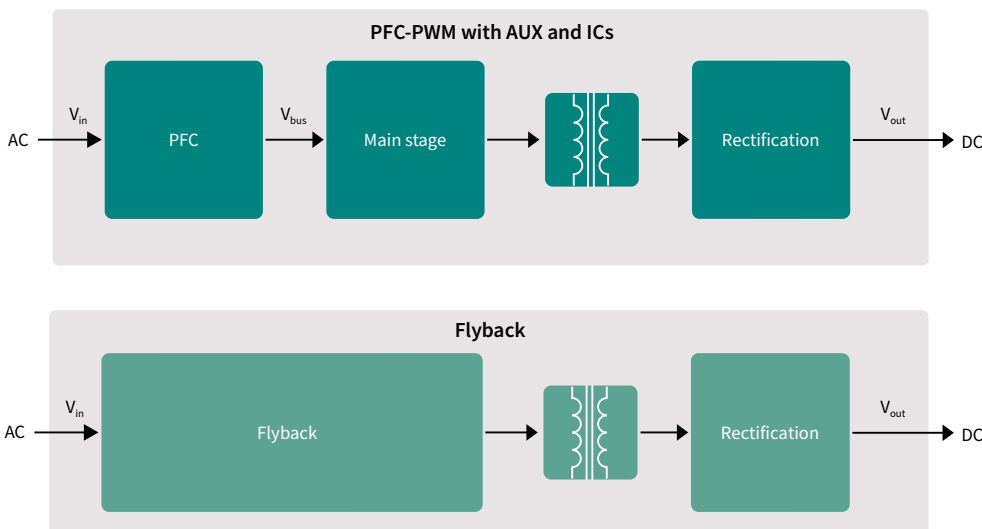 PFC-PWM with AUX and ICs
AC
Vin
PFC
Vbus
Main stage
Rectification
Vout
DC
Flyback
AC
Vin
Flyback
Rectification
Vout
DC